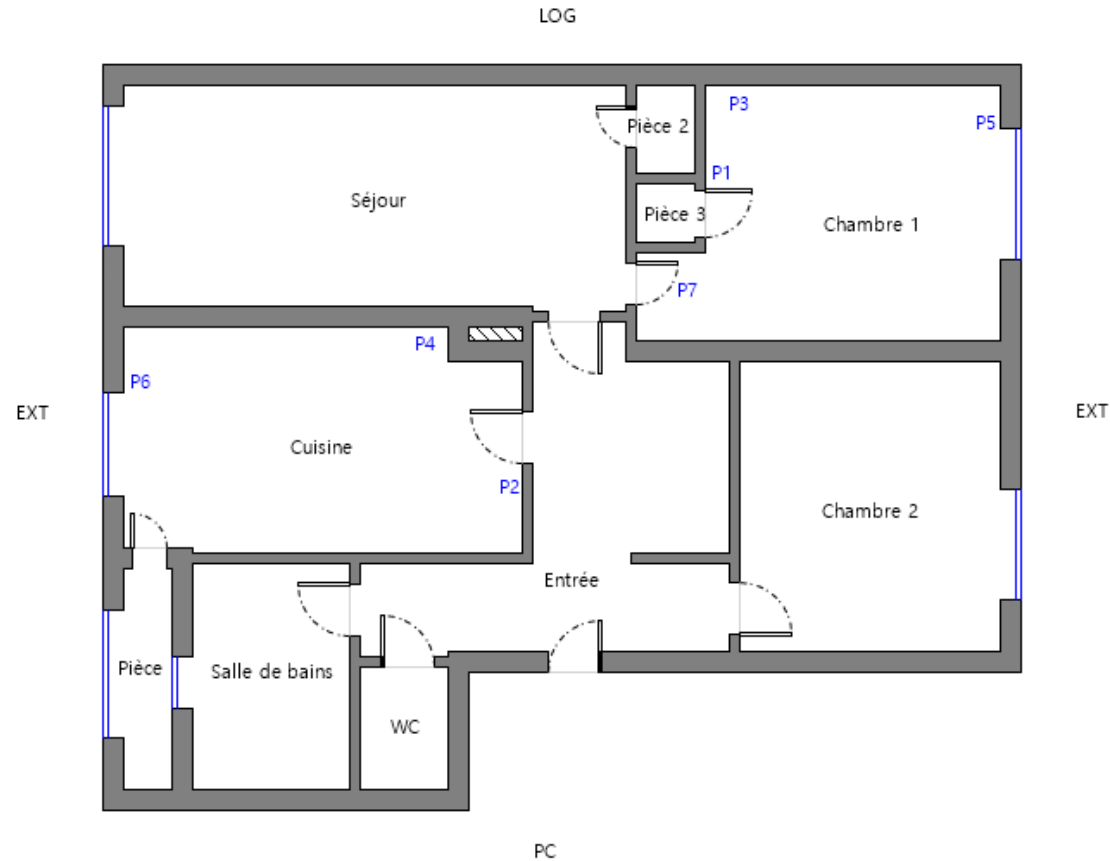 LOG
P3
P5
Pièce 2
P1
Séjour
Pièce 3
Chambre 1
P7
P4
P6
EXT
EXT
Cuisine
P2
Chambre 2
Entrée
Pièce
Salle de bains
WC
PC